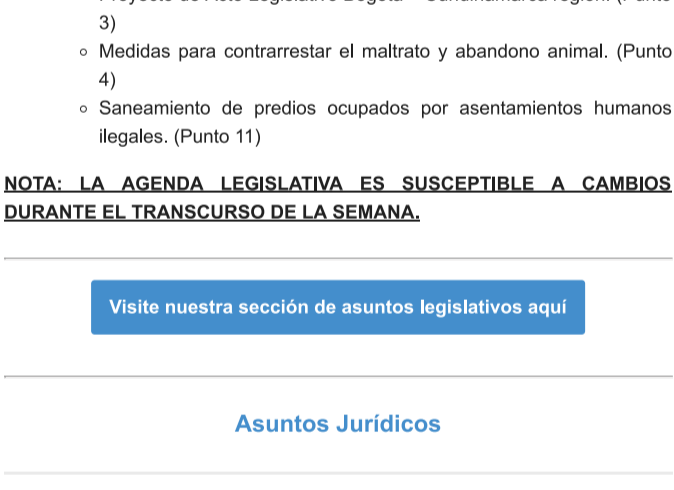 3)
Medidas para contrarrestar el maltrato y abandono animal. (Punto
4)
Saneamiento de predios ocupados por asentamientos humanos
ilegales. (Punto 11)
NOTA: LA AGENDA LEGISLATIVA ES SUSCEPTIBLE A CAMBIOS
DURANTE EL TRANSCURSO DE LA SEMANA.
Visite nuestra sección de asuntos legislativos aquí
Asuntos Jurídicos